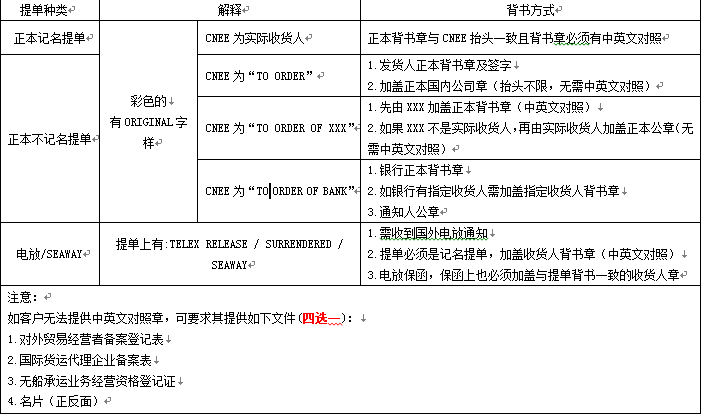 提单种类 解释 背书方式
正本记名提单 CNEE 为实际收货人 正本背书章与 CNEE 抬头一致且背书章必须有中英文对照
正本不记名提单
彩色的↓
有 ORIGINAL 字
样
CNEE 为“TO ORDER”
1.发货人正本背书章及签字
2.加盖正本国内公司章（抬头不限，无需中英文对照）
CNEE 为“TO ORDER OF XXX”
1.先由 XXX 加盖正本背书章（中英文对照）
2.如果 XXX 不是实际收货人，再由实际收货人加盖正本公章(无
需中英文对照）
CNEE 为“TO ORDER OF BANK”
1.银行正本背书章
2.如银行有指定收货人需加盖指定收货人背书章
3.通知人公章
电放/SEAWAY
提单上有:TELEX RELEASE / SURRENDERED /
SEAWAY
1.需收到国外电放通知
2.提单必须是记名提单，加盖收货人背书章（中英文对照）
3.电放保函，保函上也必须加盖与提单背书一致的收货人章
注意：
如客户无法提供中英文对照章，可要求其提供如下文件(四选一)：
1.对外贸易经营者备案登记表
2.国际货运代理企业备案表
3.无船承运业务经营资格登记证
4.名片（正反面）